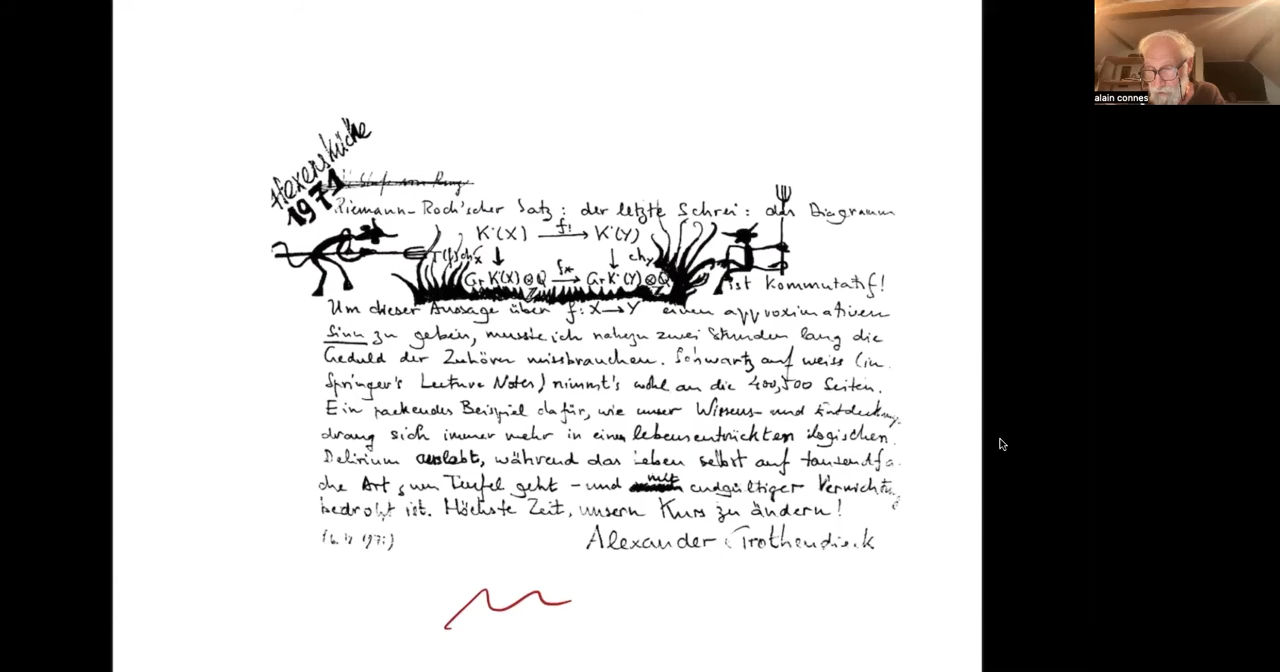 Hexenküche
1971
Riemann-Roch'scher Satz: der letzte Schrei: das Diagramm
K˙(X) f! K˙(Y)
T(f)chx chy
Gr K˙(X)⊗Q f* Gr K˙(Y)⊗Q
ist kommutatif!
Um dieser Aussage über f: X → Y einen approximativen
Sinn zu geben, musste ich nahezu zwei Stunden lang die
Geduld der Zuhörer missbrauchen. Schwartz auf weiss (in
Springer's Lecture Notes) nimmt's wohl an die 400, 500 Seiten.
Ein packendes Beispiel dafür, wie unser Wissens- und Entdeckungs
drang sich immer mehr in einem lebensentrückten logischen
Delirium auslebt, während das Leben selbst auf tausendfa
che Art zum Teufel geht - und mit endgültiger Vernichtung
bedroht ist. Höchste Zeit, unsern Kurs zu ändern!
Alexander Grothendieck
alain connes